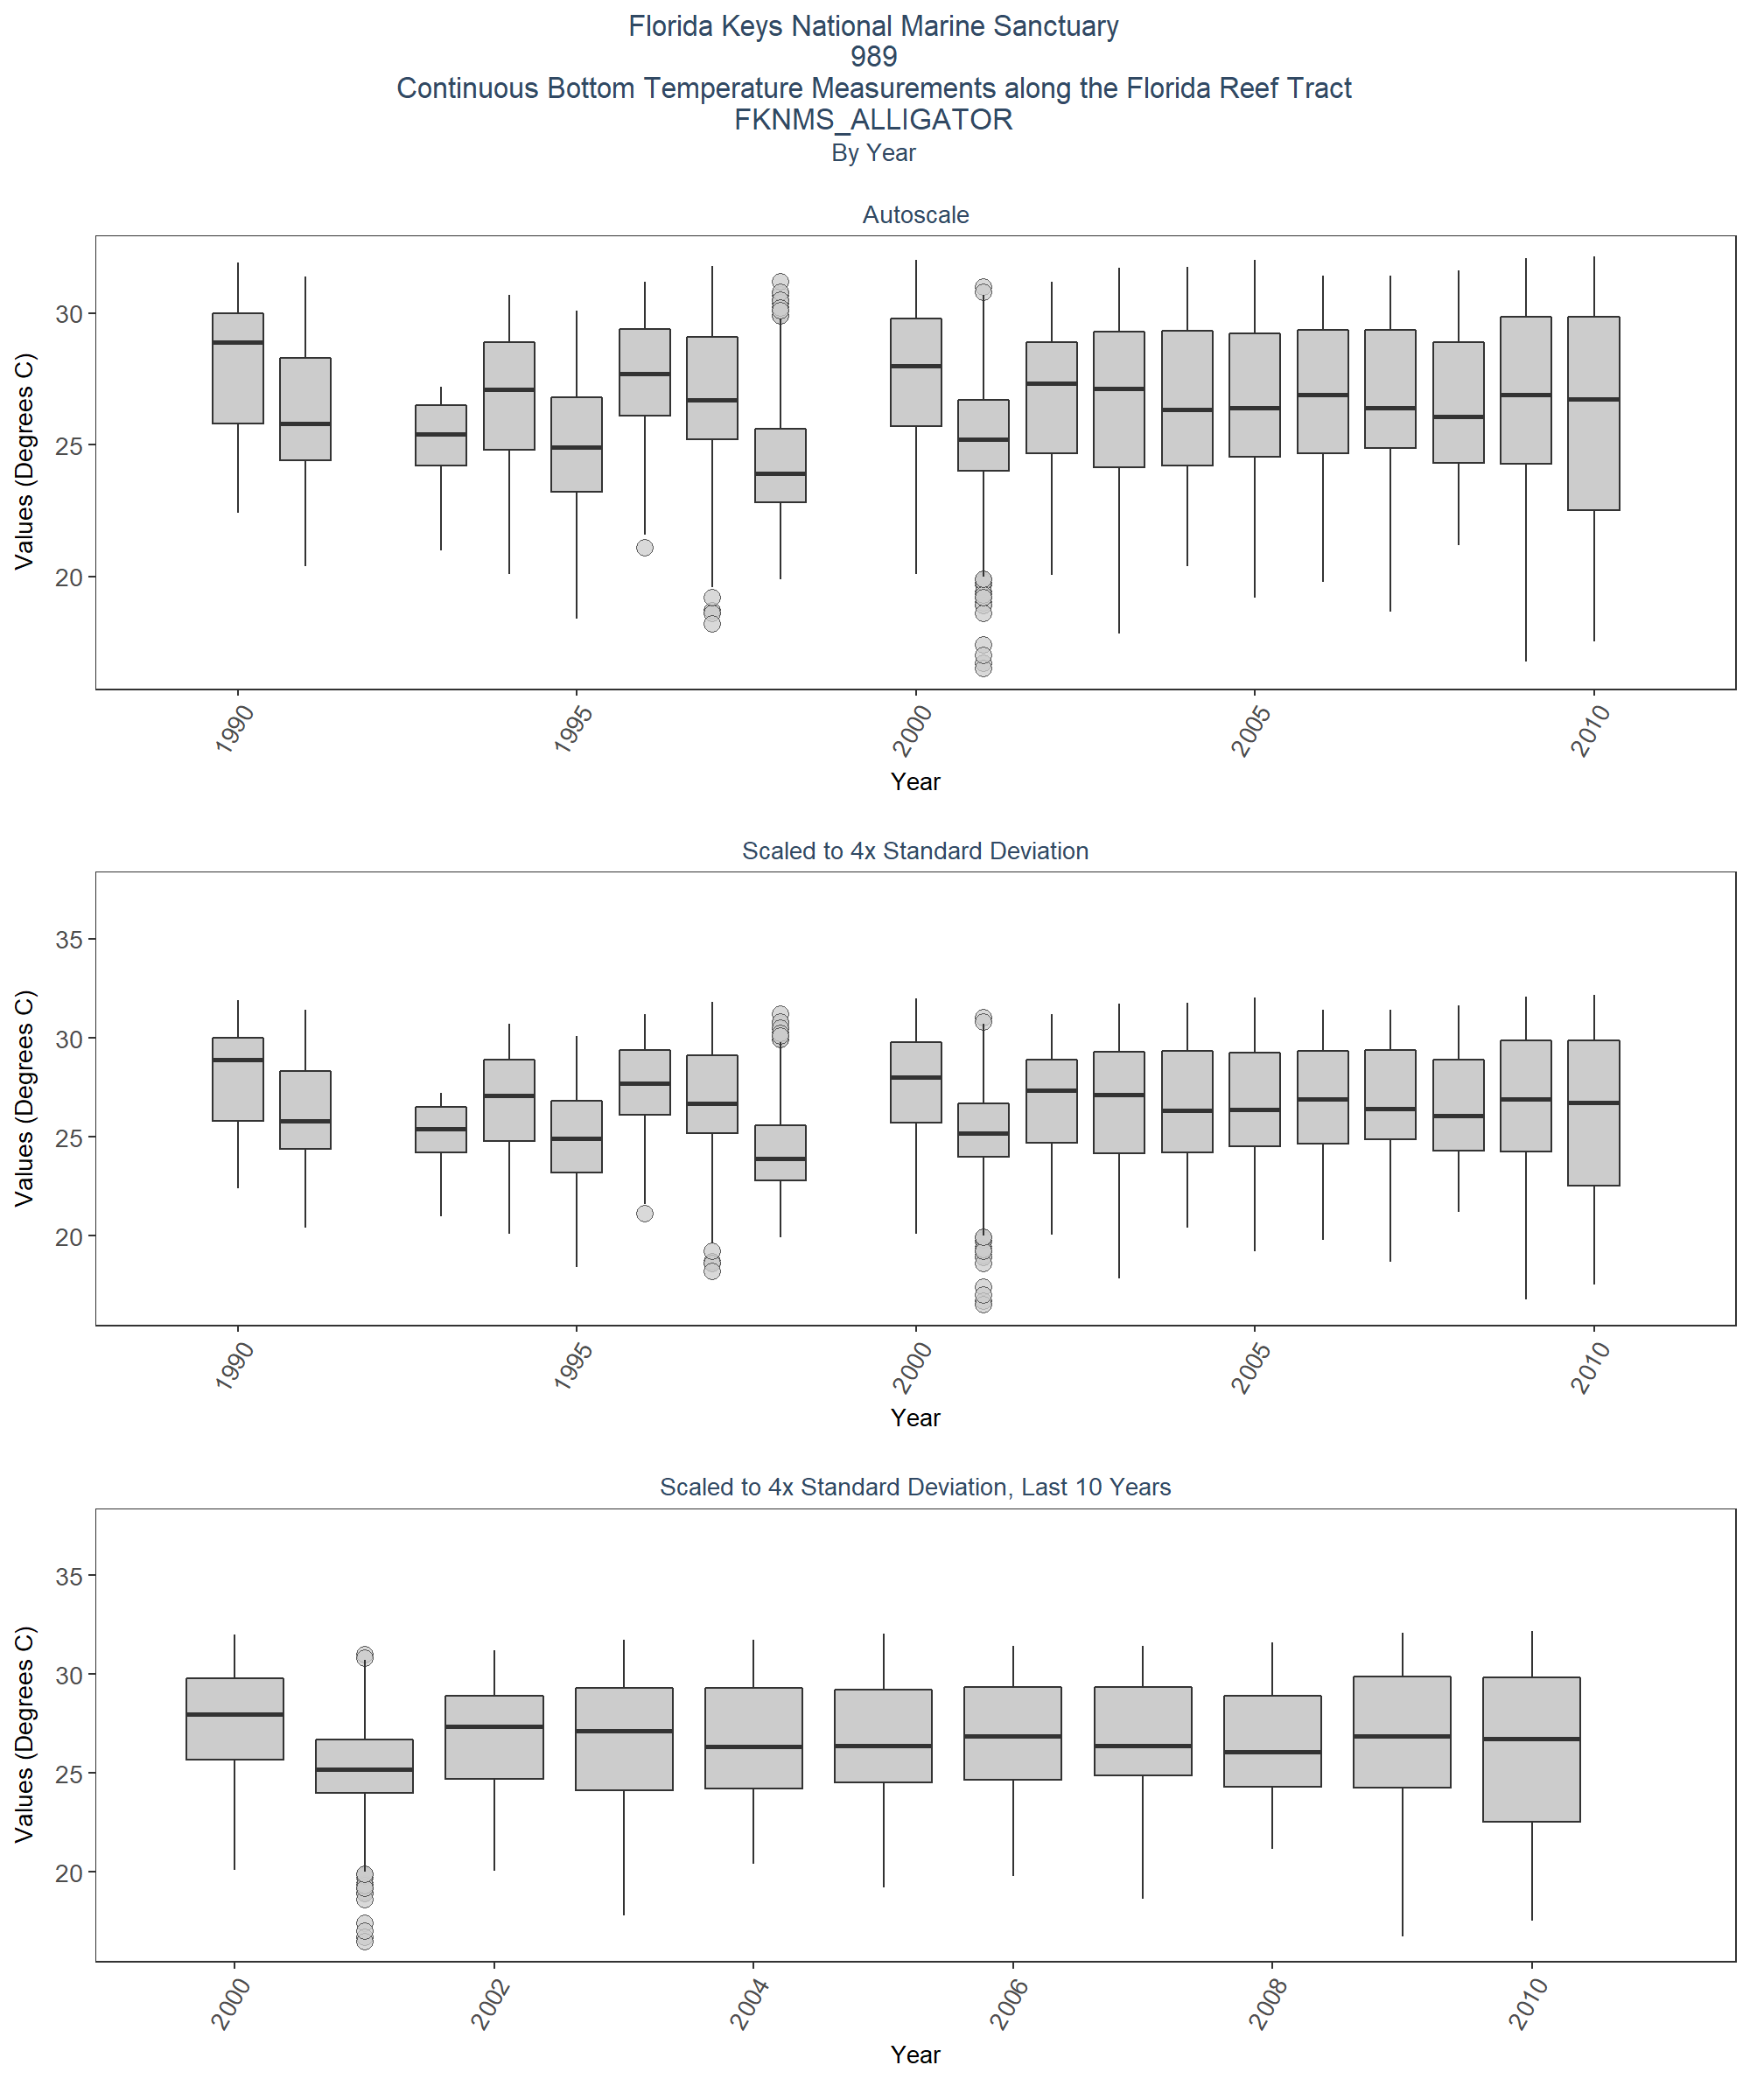 Florida Keys National Marine Sanctuary
989
Continuous Bottom Temperature Measurements along the Florida Reef Tract
FKNMS_ALLIGATOR
By Year
Autoscale
Values (Degrees C)
30
25
20
1990 1995 2000 2005 2010
Year
Scaled to 4x Standard Deviation
Values (Degrees C)
35
30
25
20
1990 1995 2000 2005 2010
Year
Scaled to 4x Standard Deviation, Last 10 Years
Values (Degrees C)
35
30
25
20
2000 2002 2004 2006 2008 2010
Year